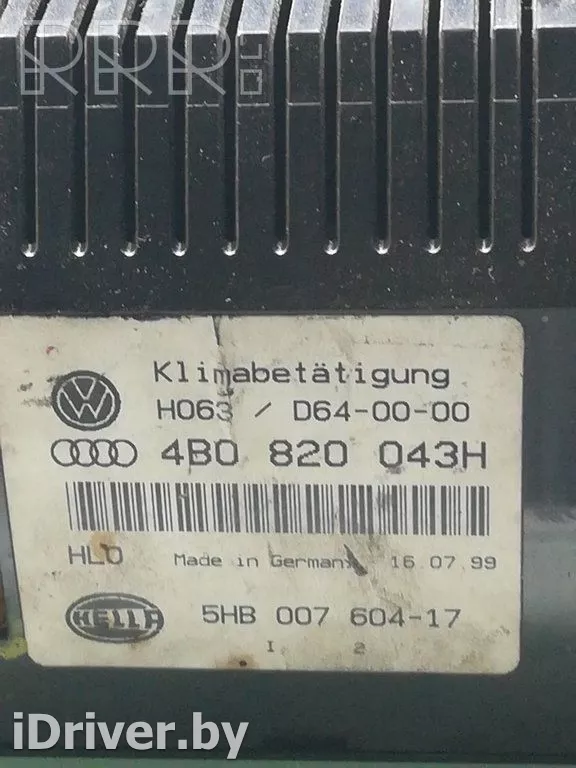 RRR.LT
Klimabetätigung
H063 / D64-00-00
4B0 820 043H
HLO Made in Germany 16.07.99
HELLA 5HB 007 604-17
I 2
iDriver.by